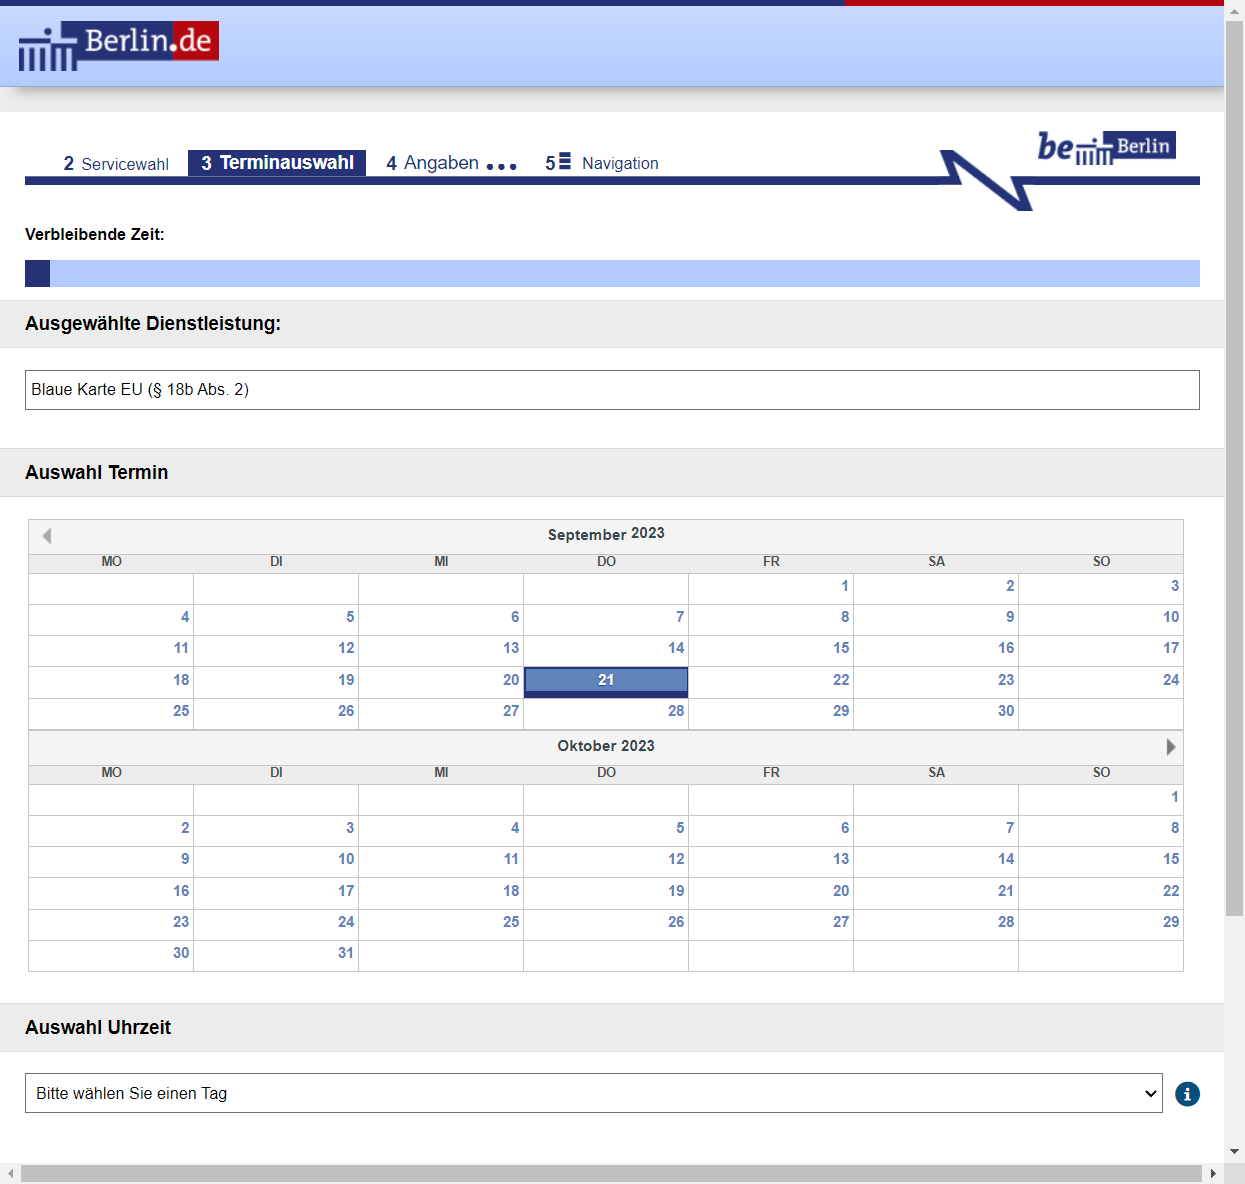 Berlin.de
be Berlin
2 Servicewahl 3 Terminauswahl 4 Angaben ... 5 Navigation
Verbleibende Zeit:
Ausgewählte Dienstleistung:
Blaue Karte EU (§ 18b Abs. 2)
Auswahl Termin
September 2023
MO DI MI DO FR SA SO
1 2 3
4 5 6 7 8 9 10
11 12 13 14 15 16 17
18 19 20 21 22 23 24
25 26 27 28 29 30
Oktober 2023
MO DI MI DO FR SA SO
1
2 3 4 5 6 7 8
9 10 11 12 13 14 15
16 17 18 19 20 21 22
23 24 25 26 27 28 29
30 31
Auswahl Uhrzeit
Bitte wählen Sie einen Tag
i